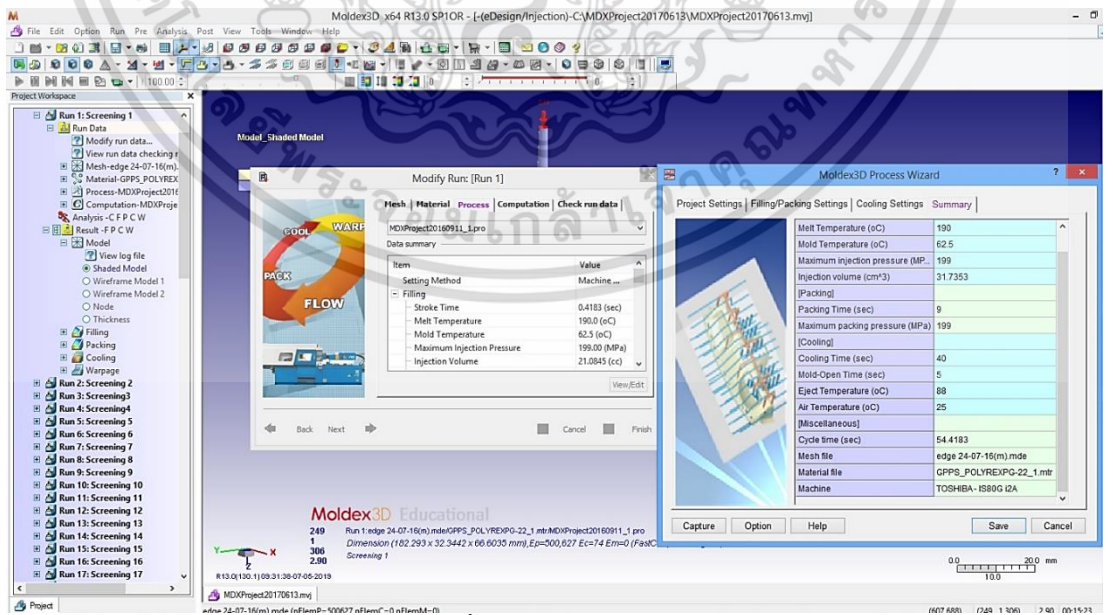 Moldex3D x64 R13.0 SP1OR - [-(eDesign/Injection)-C:\MDXProject20170613\MDXProject20170613.mvj]
File Edit Option Run Pre Analysis Post View Tools Window Help
100.00
Project Workspace
Run 1: Screening 1
Run Data
Modify run data...
View run data checking r
Mesh-edge 24-07-16(m).
Material-GPPS_POLYREX
Process-MDXProject2016
Computation-MDXProje
Analysis -C F P C W
Result -F P C W
Model
View log file
Shaded Model
Wireframe Model 1
Wireframe Model 2
Node
Thickness
Filling
Packing
Cooling
Warpage
Run 2: Screening 2
Run 3: Screening3
Run 4: Screening4
Run 5: Screening 5
Run 6: Screening 6
Run 7: Screening 7
Run 8: Screening 8
Run 9: Screening 9
Run 10: Screening 10
Run 11: Screening 11
Run 12: Screening 12
Run 13: Screening 13
Run 14: Screening 14
Run 15: Screening 15
Run 16: Screening 16
Run 17: Screening 17
Project
Model_Shaded Model
Modify Run: [Run 1]
COOL WARP
PACK
FLOW
Mesh | Material Process | Computation | Check run data |
MDXProject20160911_1.pro
Data summary
Item Value
Setting Method Machine ...
Filling
Stroke Time 0.4183 (sec)
Melt Temperature 190.0 (oC)
Mold Temperature 62.5 (oC)
Maximum Injection Pressure 199.00 (MPa)
Injection Volume 21.0845 (cc)
View/Edit
Back Next Cancel Finish
Moldex3D Process Wizard
Project Settings | Filling/Packing Settings | Cooling Settings Summary |
Melt Temperature (oC) 190
Mold Temperature (oC) 62.5
Maximum injection pressure (MP... 199
Injection volume (cm^3) 31.7353
[Packing]
Packing Time (sec) 9
Maximum packing pressure (MPa) 199
[Cooling]
Cooling Time (sec) 40
Mold-Open Time (sec) 5
Eject Temperature (oC) 88
Air Temperature (oC) 25
[Miscellaneous]
Cycle time (sec) 54.4183
Mesh file edge 24-07-16(m).mde
Material file GPPS_POLYREXPG-22_1.mtr
Machine TOSHIBA- IS80G i2A
Capture Option Help Save Cancel
Moldex3D Educational
249 Run 1:edge 24-07-16(m).mde/GPPS_POLYREXPG-22_1.mtr/MDXProject20160911_1.pro
1 Dimension (182.293 x 32.3442 x 66.6035 mm),Ep=500,627 Ec=74 Em=0 (FastC
306 Screening 1
2.90
Y X
Z
R13.0(130.1)09:31:38-07-05-2019
0.0 20.0 mm
10.0
MDXProject20170613.mvj
edge 24-07-16(m).mde (nElemP=500627,nElemC=0,nElemM=0)
(607,688) (249, 1,306) 2.90 00:15:23